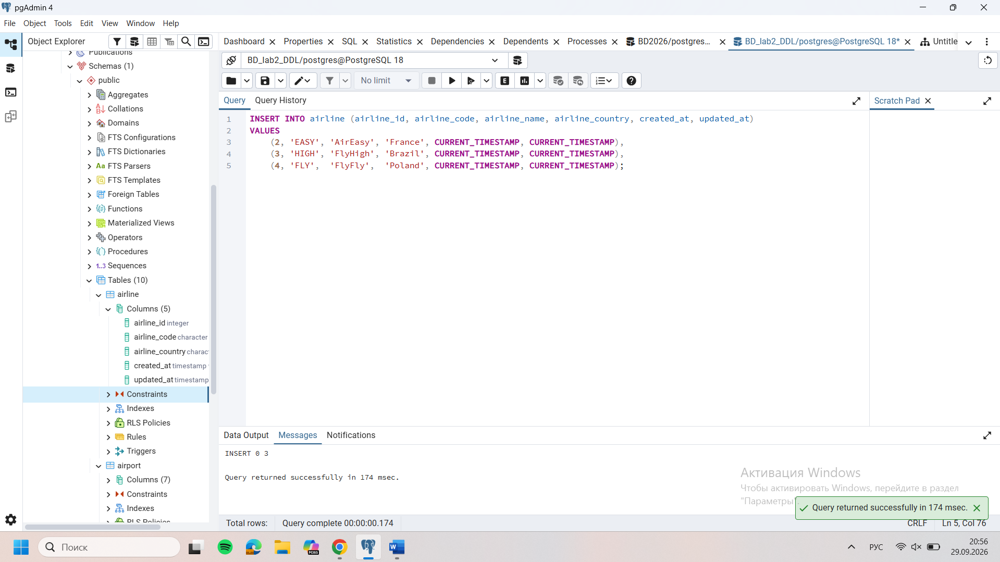 pgAdmin 4
File Object Tools Edit View Window Help
Object Explorer
Dashboard Properties SQL Statistics Dependencies Dependents Processes BD2026/postgres... BD_lab2_DDL/postgres@PostgreSQL 18* Untitle
BD_lab2_DDL/postgres@PostgreSQL 18
No limit
E
Query Query History
Scratch Pad
Publications
Schemas (1)
public
Aggregates
Collations
Domains
FTS Configurations
FTS Dictionaries
Aa FTS Parsers
FTS Templates
Foreign Tables
Functions
Materialized Views
Operators
Procedures
1..3 Sequences
Tables (10)
airline
Columns (5)
airline_id integer
airline_code character
airline_country charac
created_at timestamp
updated_at timestamp
Constraints
Indexes
RLS Policies
Rules
Triggers
airport
Columns (7)
Constraints
Indexes
RLS Policies
1 INSERT INTO airline (airline_id, airline_code, airline_name, airline_country, created_at, updated_at)
2 VALUES
3 (2, 'EASY', 'AirEasy', 'France', CURRENT_TIMESTAMP, CURRENT_TIMESTAMP),
4 (3, 'HIGH', 'FlyHigh', 'Brazil', CURRENT_TIMESTAMP, CURRENT_TIMESTAMP),
5 (4, 'FLY', 'FlyFly', 'Poland', CURRENT_TIMESTAMP, CURRENT_TIMESTAMP);
Data Output Messages Notifications
INSERT 0 3
Query returned successfully in 174 msec.
Активация Windows
Чтобы активировать Windows, перейдите в раздел
"Параметры".
Query returned successfully in 174 msec.
Total rows: Query complete 00:00:00.174 CRLF Ln 5, Col 76
Поиск
M365
РУС
20:56
29.09.2026